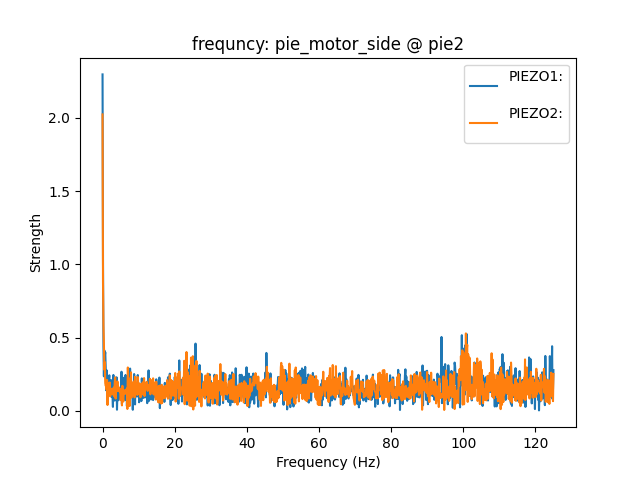 frequncy: pie_motor_side @ pie2
PIEZO1:
PIEZO2:
Strength
2.0
1.5
1.0
0.5
0.0
0 20 40 60 80 100 120
Frequency (Hz)